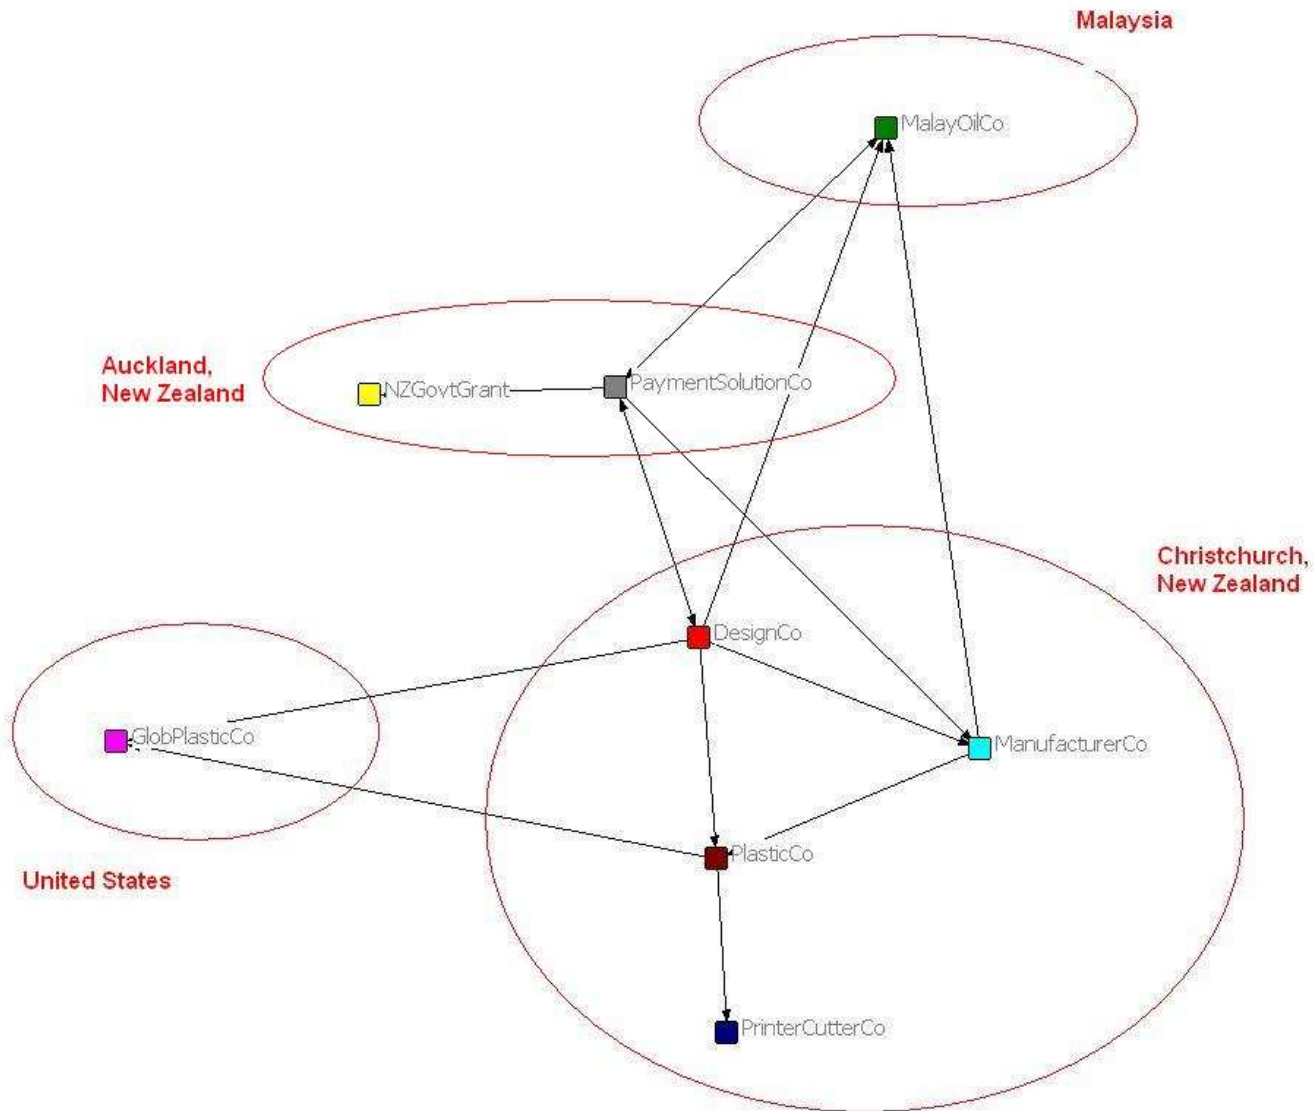 Malaysia
MalayOilCo
Auckland,
New Zealand
NZGovtGrant
PaymentSolutionCo
Christchurch,
New Zealand
DesignCo
GlobPlasticCo
ManufacturerCo
PlasticCo
United States
PrinterCutterCo